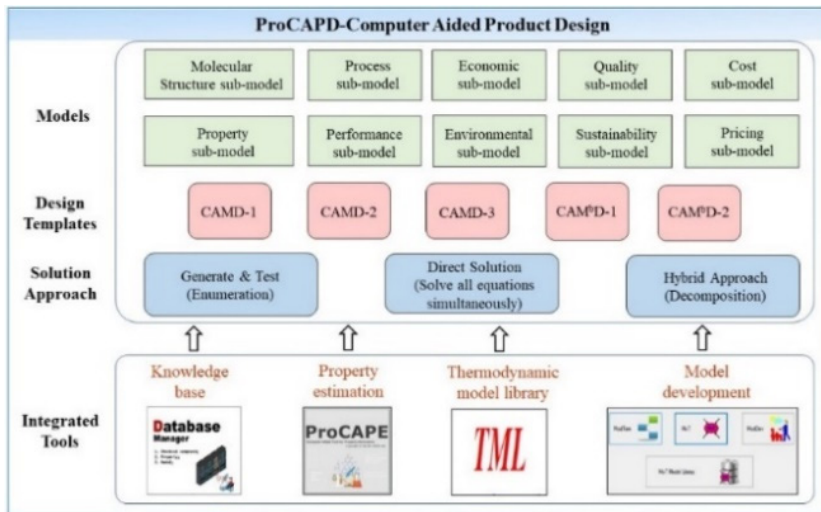 ProCAPD-Computer Aided Product Design
Models
Molecular
Structure sub-model
Process
sub-model
Economic
sub-model
Quality
sub-model
Cost
sub-model
Property
sub-model
Performance
sub-model
Environmental
sub-model
Sustainability
sub-model
Pricing
sub-model
Design
Templates
CAMD-1
CAMD-2
CAMD-3
CAMᵇD-1
CAMᵇD-2
Solution
Approach
Generate & Test
(Enumeration)
Direct Solution
(Solve all equations
simultaneously)
Hybrid Approach
(Decomposition)
Integrated
Tools
Knowledge
base
Property
estimation
Thermodynamic
model library
Model
development
Database
Manager
ProCAPE
TML